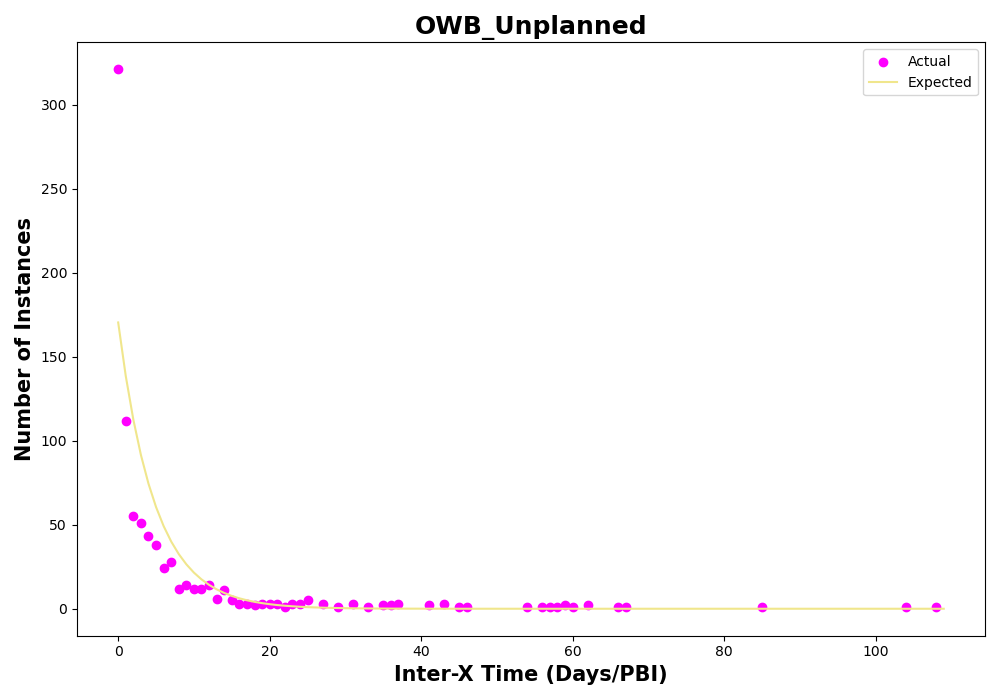 OWB_Unplanned
Actual
Expected
Number of Instances
300
250
200
150
100
50
0
0 20 40 60 80 100
Inter-X Time (Days/PBI)